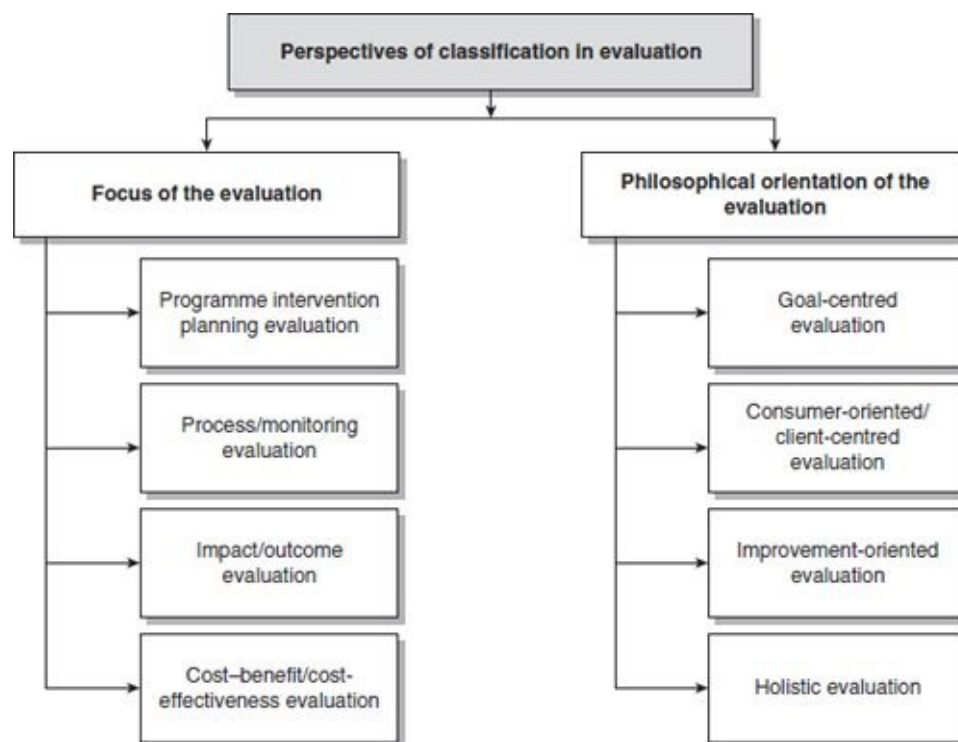 Perspectives of classification in evaluation
Focus of the evaluation
Programme intervention
planning evaluation
Process/monitoring
evaluation
Impact/outcome
evaluation
Cost–benefit/cost-
effectiveness evaluation
Philosophical orientation of the
evaluation
Goal-centred
evaluation
Consumer-oriented/
client-centred
evaluation
Improvement-oriented
evaluation
Holistic evaluation